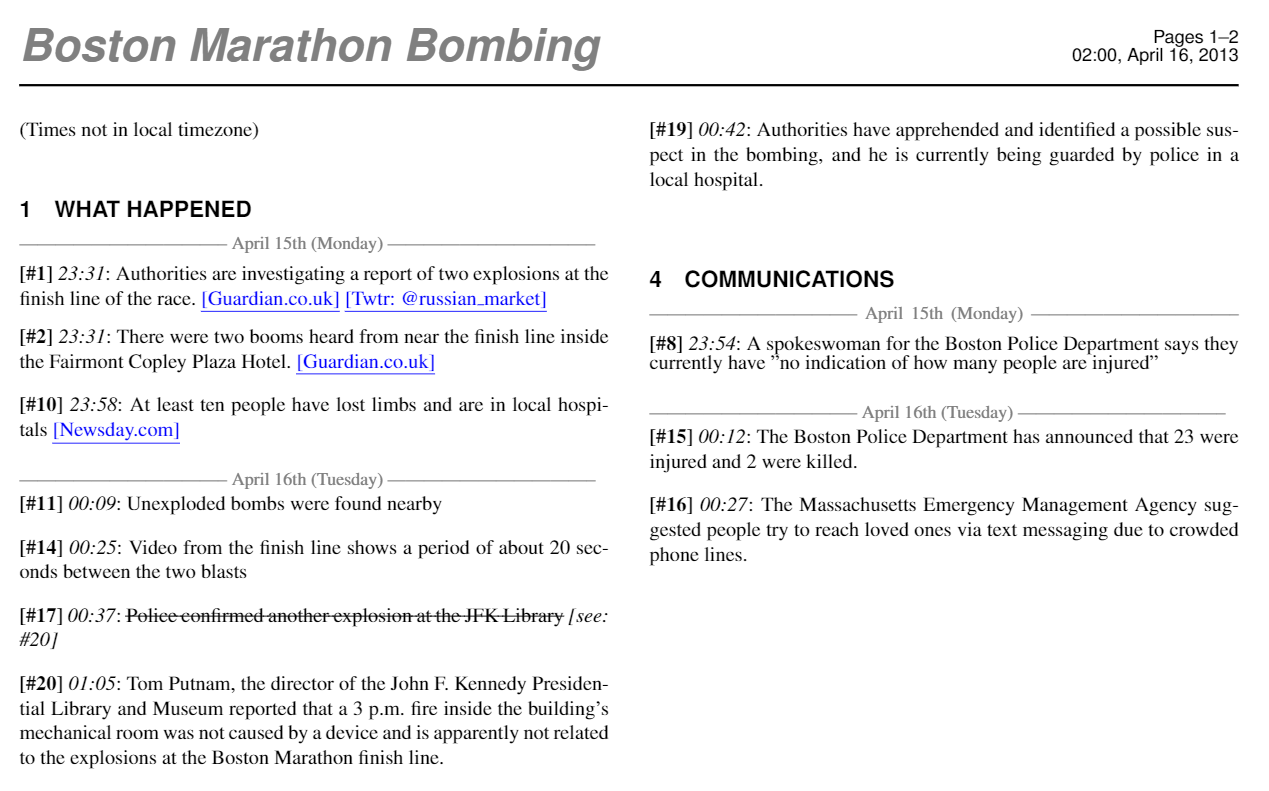 Boston Marathon Bombing
Pages 1–2
02:00, April 16, 2013
(Times not in local timezone)
1 WHAT HAPPENED
April 15th (Monday)
[#1] 23:31: Authorities are investigating a report of two explosions at the
finish line of the race. [Guardian.co.uk] [Twtr: @russian_market]
[#2] 23:31: There were two booms heard from near the finish line inside
the Fairmont Copley Plaza Hotel. [Guardian.co.uk]
[#10] 23:58: At least ten people have lost limbs and are in local hospi-
tals [Newsday.com]
April 16th (Tuesday)
[#11] 00:09: Unexploded bombs were found nearby
[#14] 00:25: Video from the finish line shows a period of about 20 sec-
onds between the two blasts
[#17] 00:37: Police confirmed another explosion at the JFK Library [see:
#20]
[#20] 01:05: Tom Putnam, the director of the John F. Kennedy Presiden-
tial Library and Museum reported that a 3 p.m. fire inside the building's
mechanical room was not caused by a device and is apparently not related
to the explosions at the Boston Marathon finish line.
[#19] 00:42: Authorities have apprehended and identified a possible sus-
pect in the bombing, and he is currently being guarded by police in a
local hospital.
4 COMMUNICATIONS
April 15th (Monday)
[#8] 23:54: A spokeswoman for the Boston Police Department says they
currently have ”no indication of how many people are injured”
April 16th (Tuesday)
[#15] 00:12: The Boston Police Department has announced that 23 were
injured and 2 were killed.
[#16] 00:27: The Massachusetts Emergency Management Agency sug-
gested people try to reach loved ones via text messaging due to crowded
phone lines.